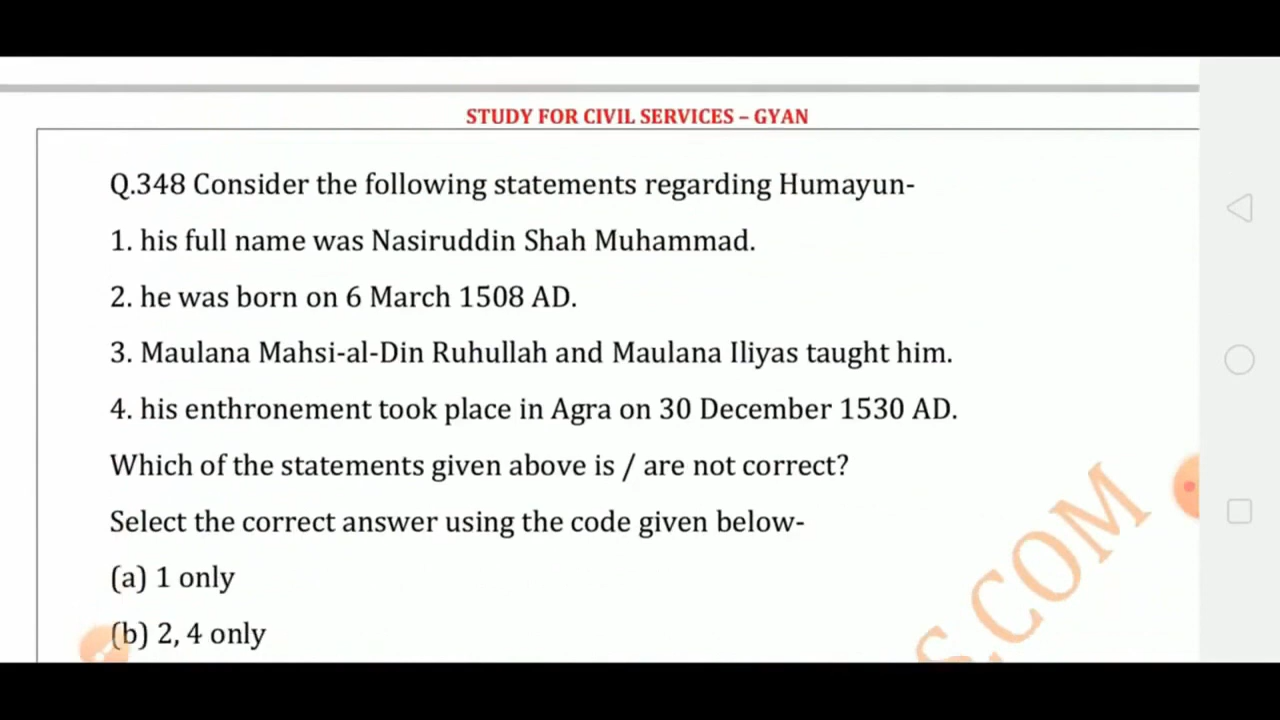 STUDY FOR CIVIL SERVICES – GYAN
Q.348 Consider the following statements regarding Humayun-
1. his full name was Nasiruddin Shah Muhammad.
2. he was born on 6 March 1508 AD.
3. Maulana Mahsi-al-Din Ruhullah and Maulana Iliyas taught him.
4. his enthronement took place in Agra on 30 December 1530 AD.
Which of the statements given above is / are not correct?
Select the correct answer using the code given below-
(a) 1 only
(b) 2, 4 only
S.COM